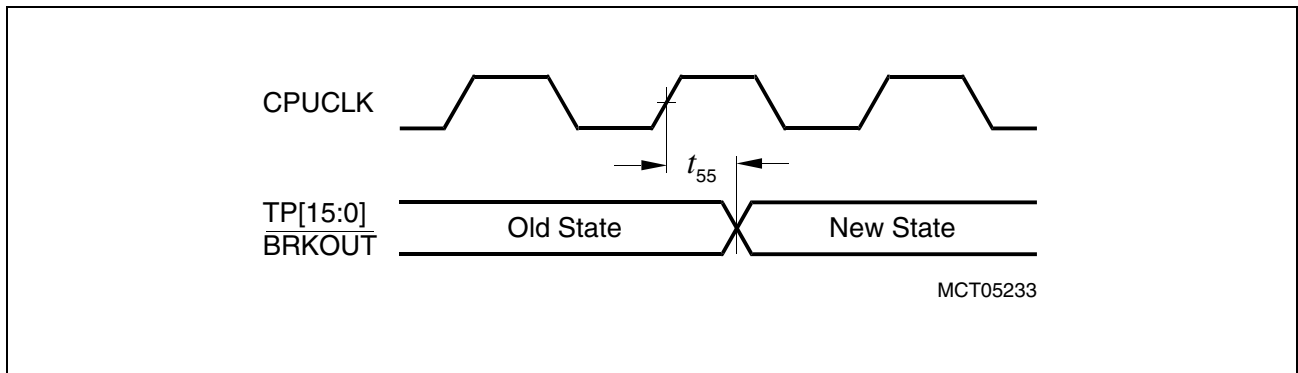 CPUCLK
t55
TP[15:0]
BRKOUT
Old State
New State
MCT05233